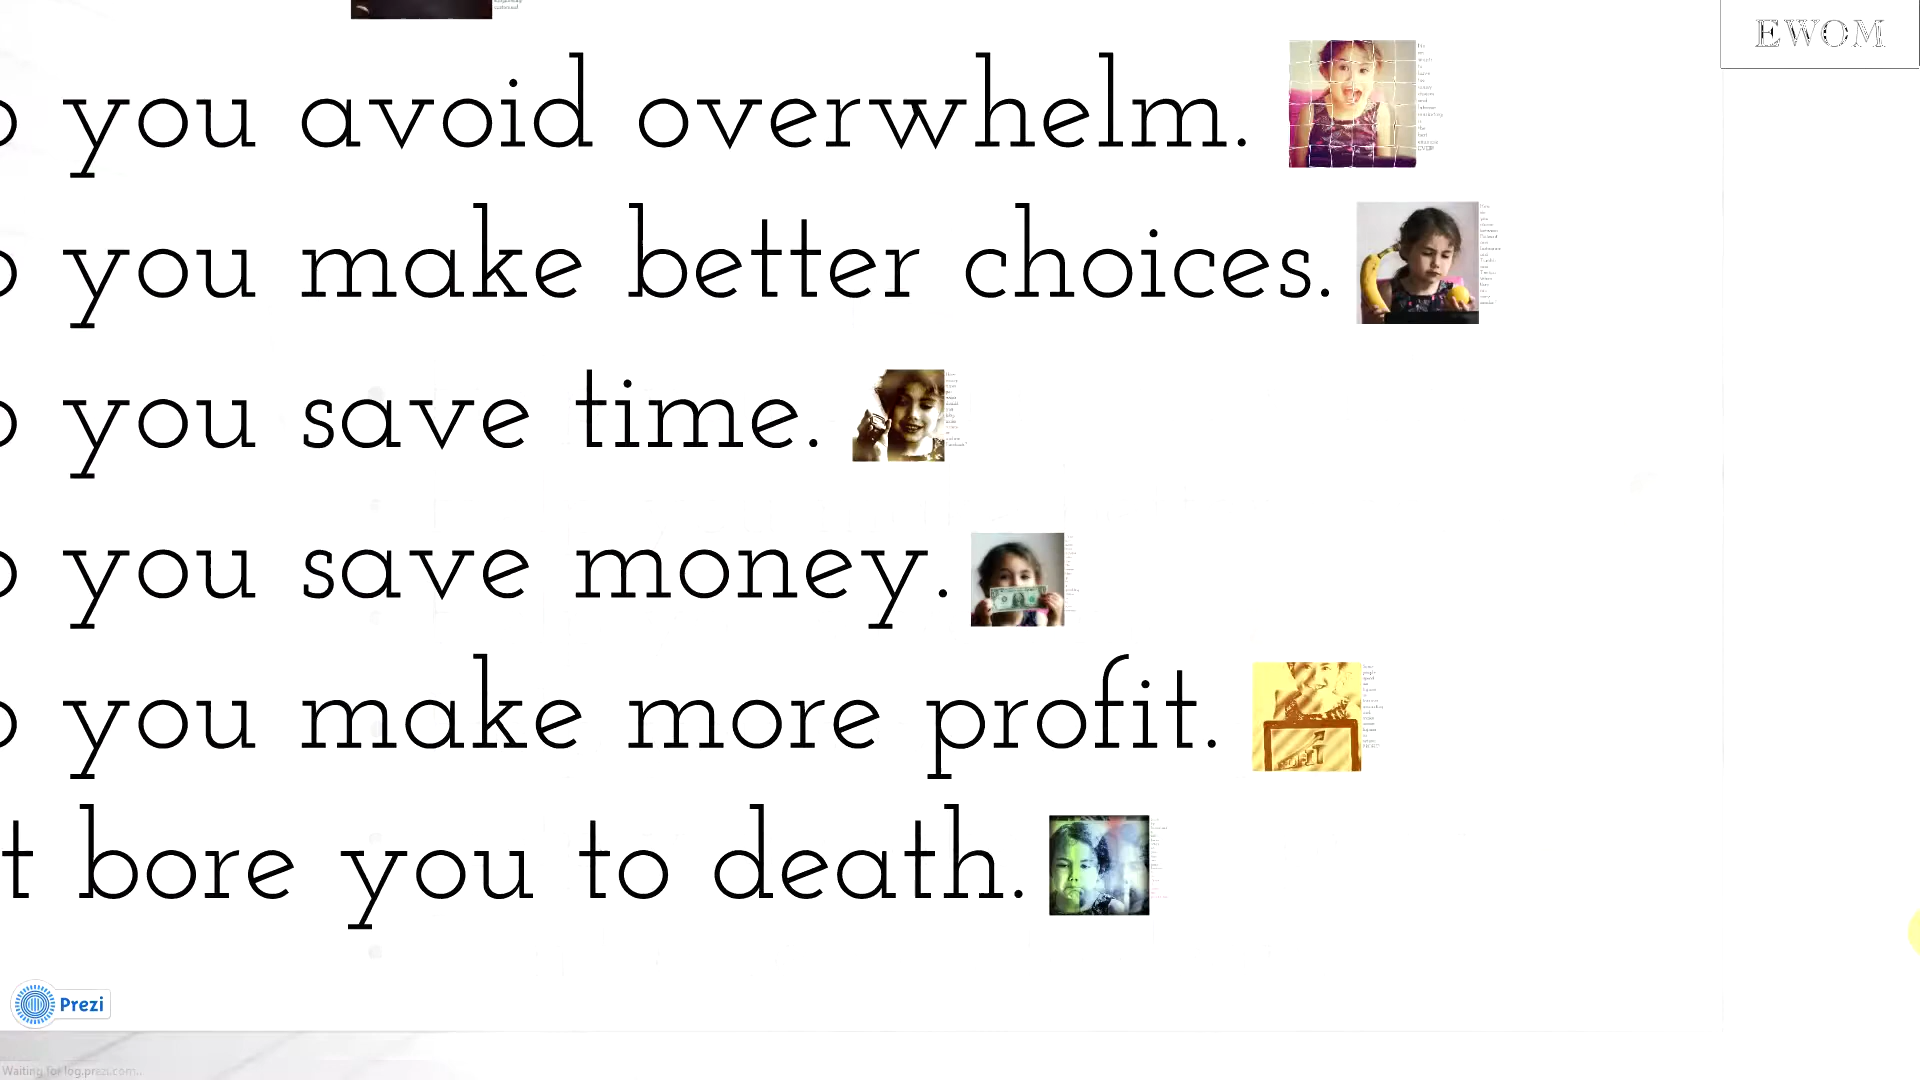 EWOM
you avoid overwhelm.
you make better choices.
you save time.
you save money.
you make more profit.
bore you to death.
Prezi
Waiting for log.prezi.com...